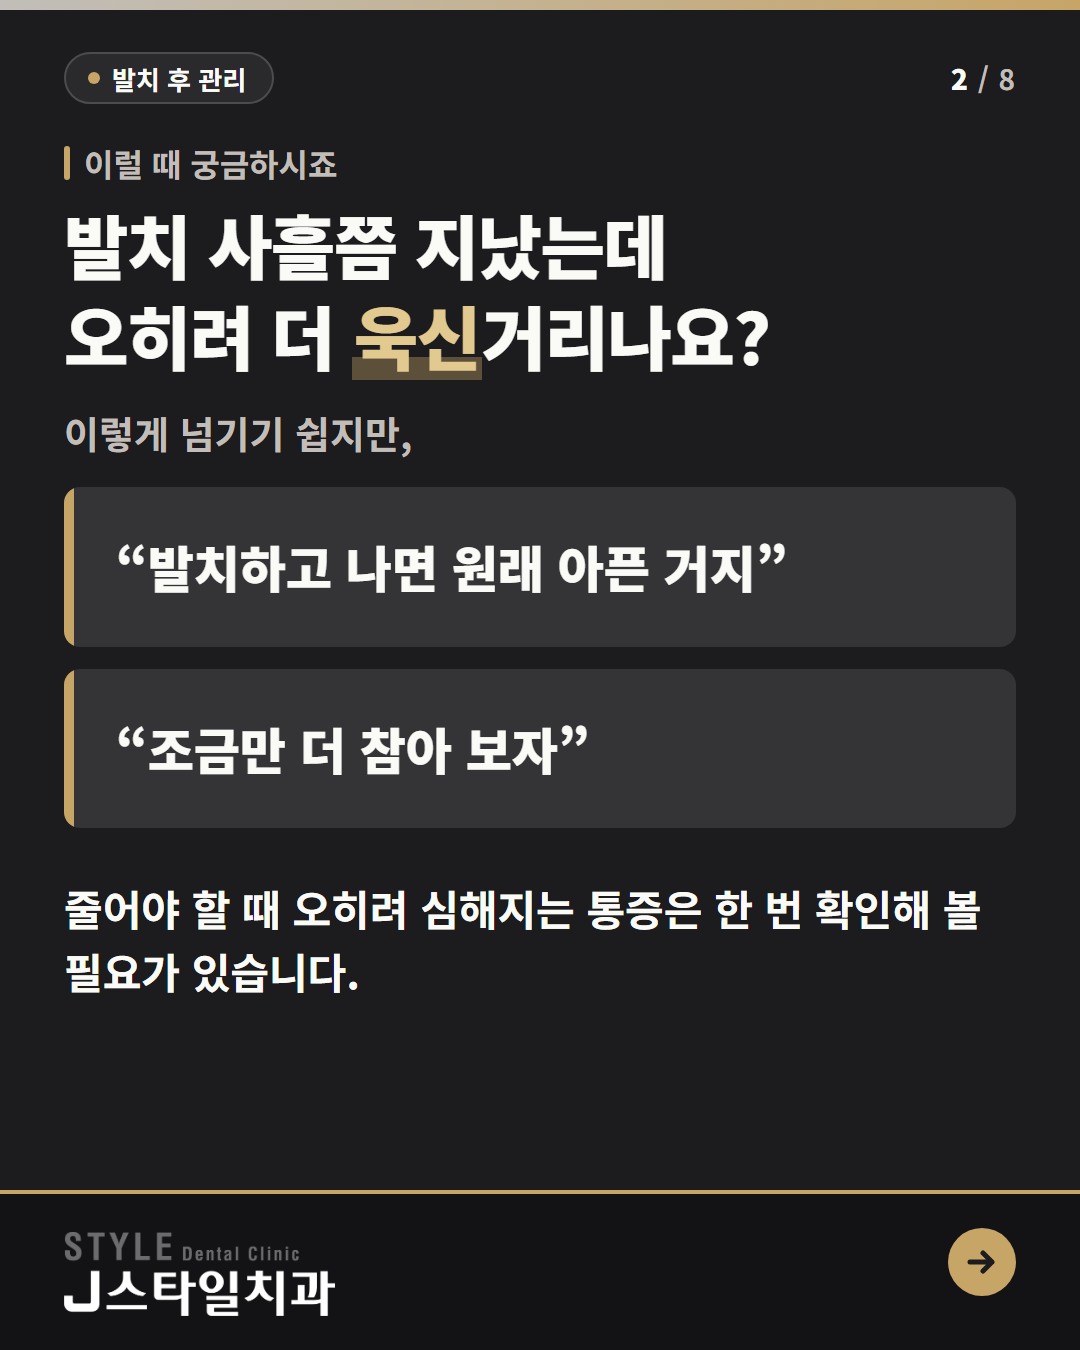 발치 후 관리
2 / 8
이럴 때 궁금하시죠
발치 사흘쯤 지났는데
오히려 더 욱신거리나요?
이렇게 넘기기 쉽지만,
“발치하고 나면 원래 아픈 거지”
“조금만 더 참아 보자”
줄어야 할 때 오히려 심해지는 통증은 한 번 확인해 볼
필요가 있습니다.
STYLE Dental Clinic
J스타일치과